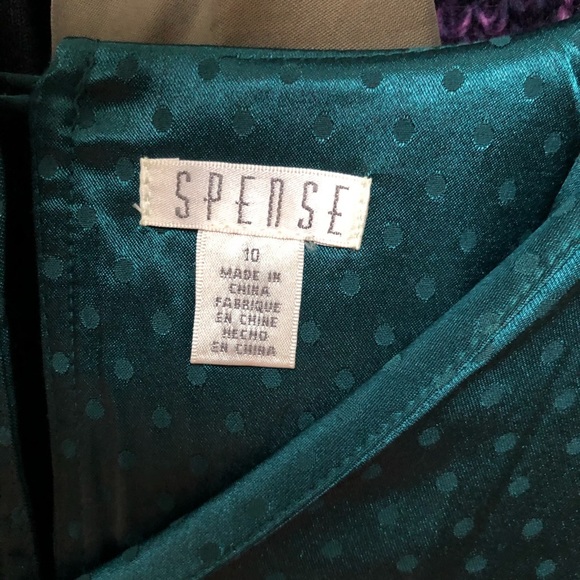 SPENSE
10
MADE IN
CHINA
FABRIQUE
EN CHINE
HECHO
EN CHINA